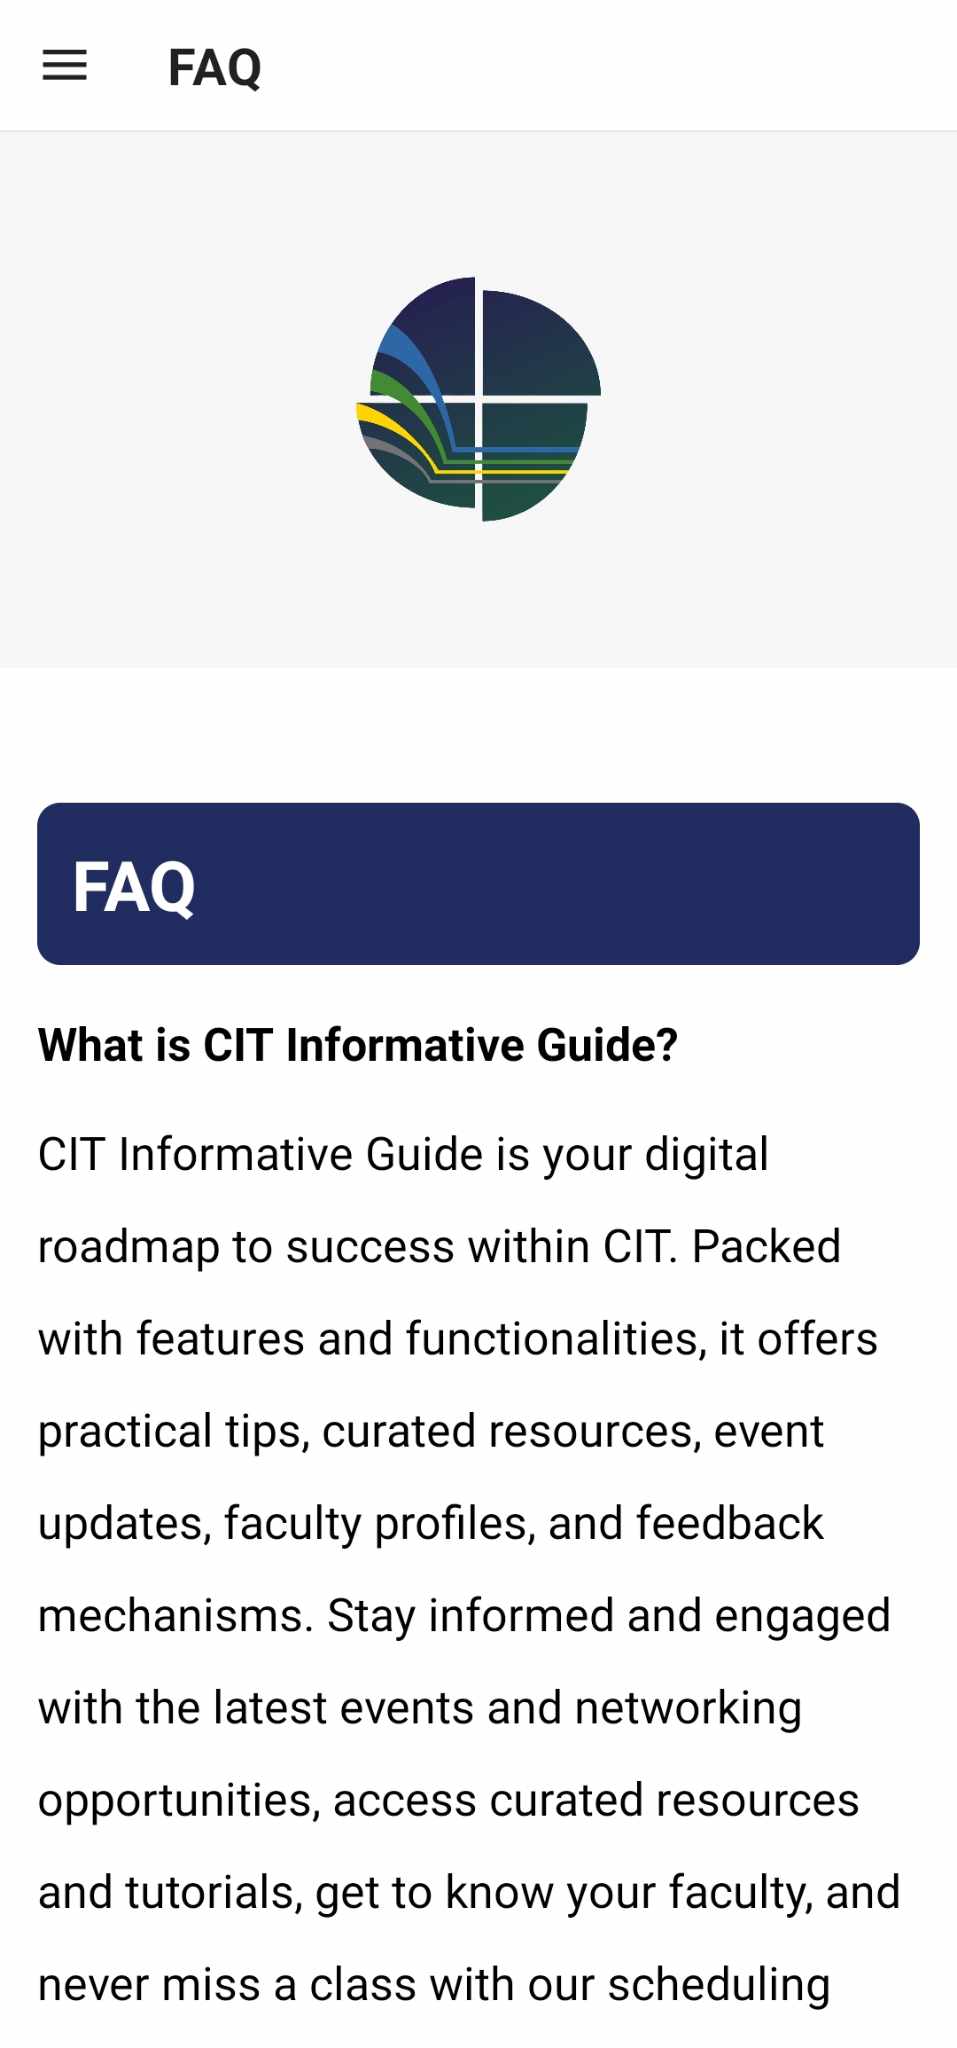 FAQ
FAQ
What is CIT Informative Guide?
CIT Informative Guide is your digital
roadmap to success within CIT. Packed
with features and functionalities, it offers
practical tips, curated resources, event
updates, faculty profiles, and feedback
mechanisms. Stay informed and engaged
with the latest events and networking
opportunities, access curated resources
and tutorials, get to know your faculty, and
never miss a class with our scheduling